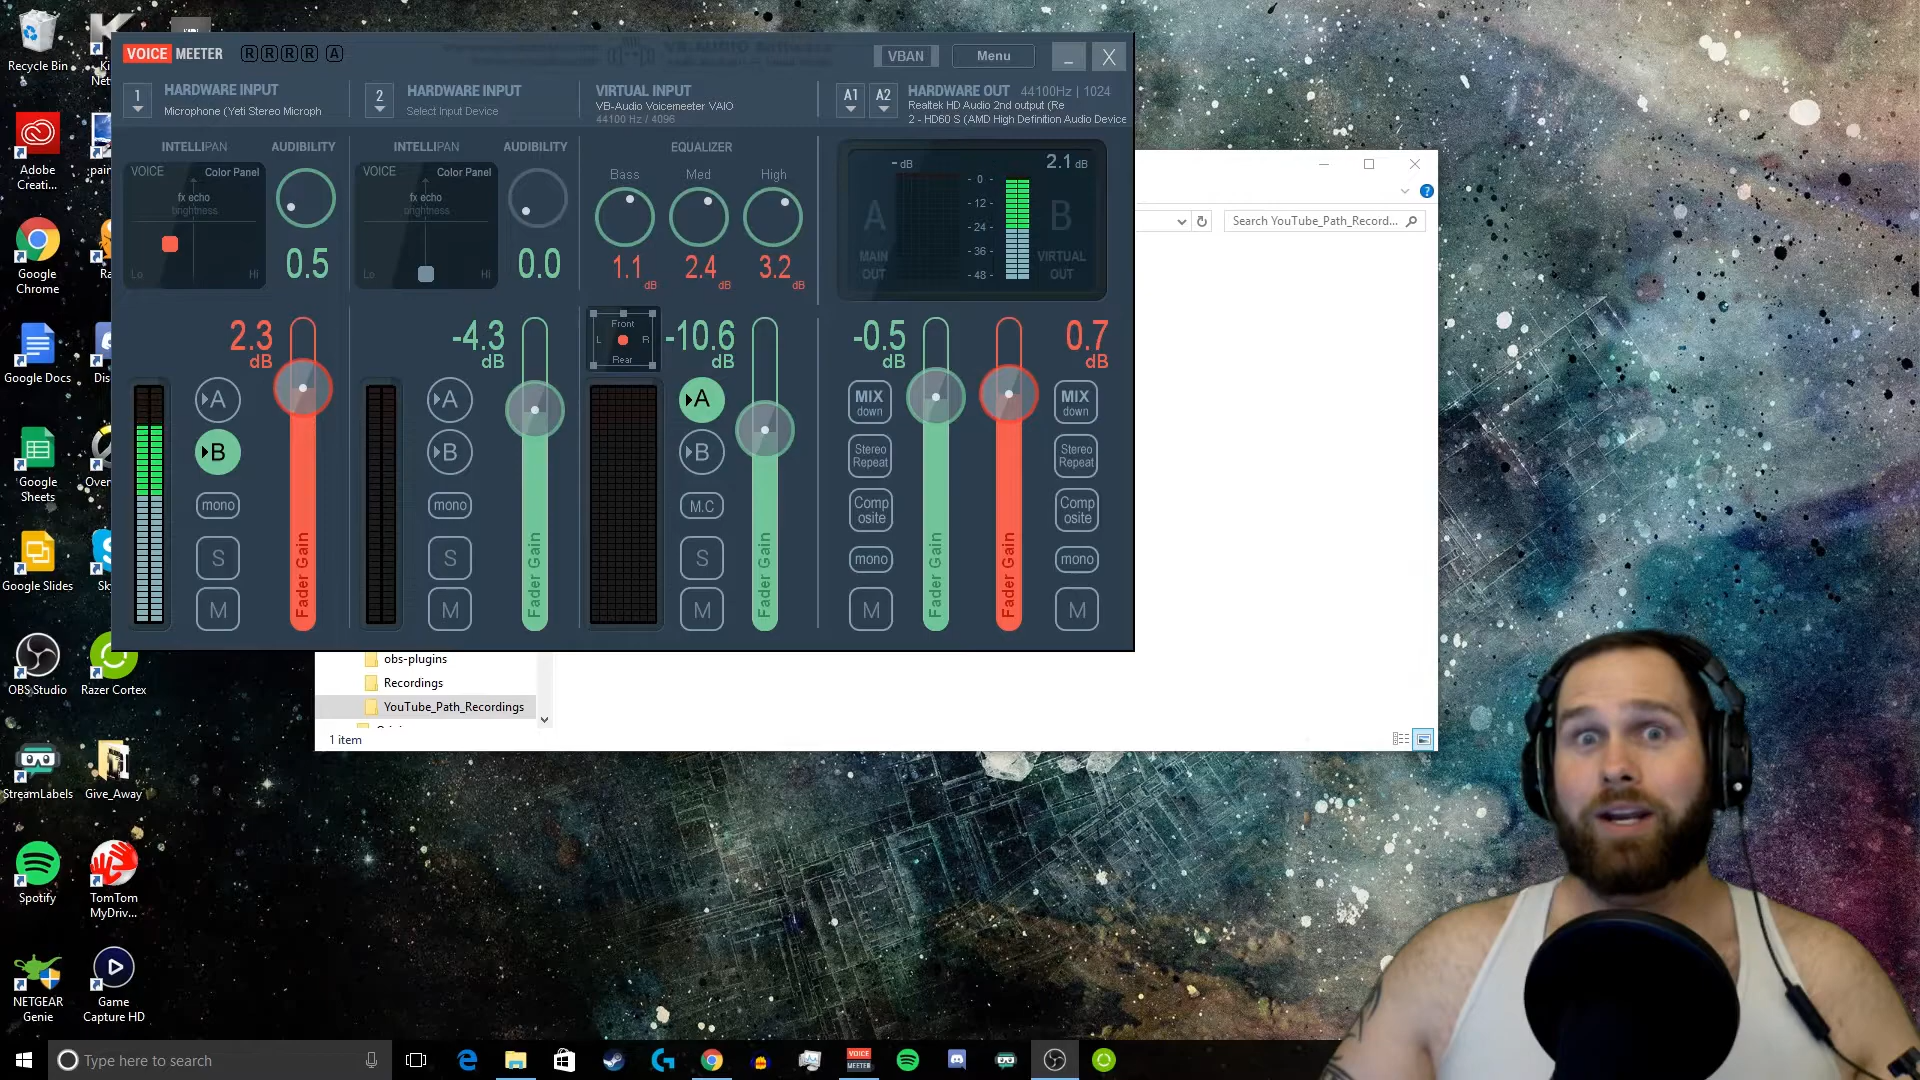 VOICE MEETER R R R R A
VBAN
Menu
_
X
1
HARDWARE INPUT
Microphone (Yeti Stereo Microph
2
HARDWARE INPUT
Select Input Device
VIRTUAL INPUT
VB-Audio Voicemeeter VAIO
44100 Hz / 4096
A1
A2
HARDWARE OUT 44100Hz | 1024
Realtek HD Audio 2nd output (Re
2 - HD60 S (AMD High Definition Audio Device
INTELLIPAN
AUDIBILITY
VOICE
Color Panel
fx echo
brightness
Lo
Hi
0.5
INTELLIPAN
AUDIBILITY
VOICE
Color Panel
fx echo
brightness
Lo
Hi
0.0
EQUALIZER
Bass
Med
High
1.1 dB
2.4 dB
3.2 dB
- dB
2.1 dB
- 0 -
- 12 -
- 24 -
- 36 -
- 48 -
A
MAIN
OUT
B
VIRTUAL
OUT
2.3
dB
A
B
mono
S
M
Fader Gain
-4.3
dB
A
B
mono
S
M
Fader Gain
Front
L
R
Rear
-10.6
dB
A
B
M.C
S
M
Fader Gain
-0.5
dB
MIX
down
Stereo
Repeat
Comp
osite
mono
M
Fader Gain
0.7
dB
MIX
down
Stereo
Repeat
Comp
osite
mono
M
Fader Gain
Search YouTube_Path_Record...
obs-plugins
Recordings
YouTube_Path_Recordings
1 item
Recycle Bin
Adobe
Creati...
Google
Chrome
Google Docs
Google
Sheets
Google Slides
OBS Studio
Razer Cortex
StreamLabels
Give_Away
Spotify
TomTom
MyDriv...
NETGEAR
Genie
Game
Capture HD
Type here to search
VOICE
MEETER